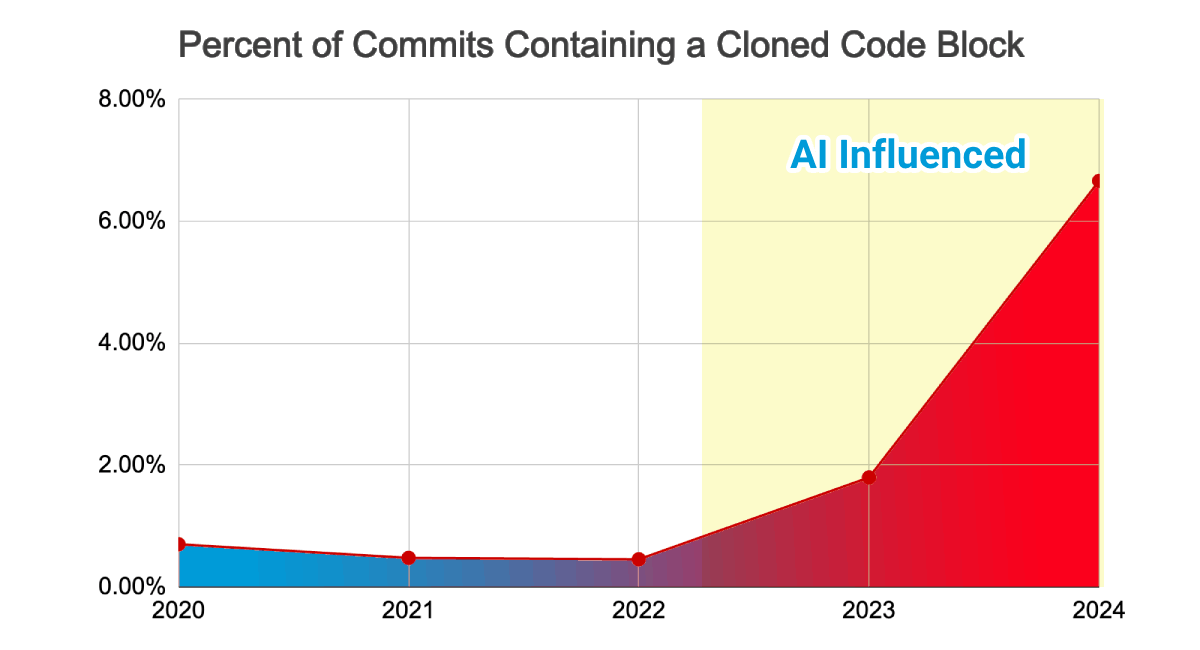 Percent of Commits Containing a Cloned Code Block
8.00%
AI Influenced
6.00%
4.00%
2.00%
0.00%
2020 2021 2022 2023 2024